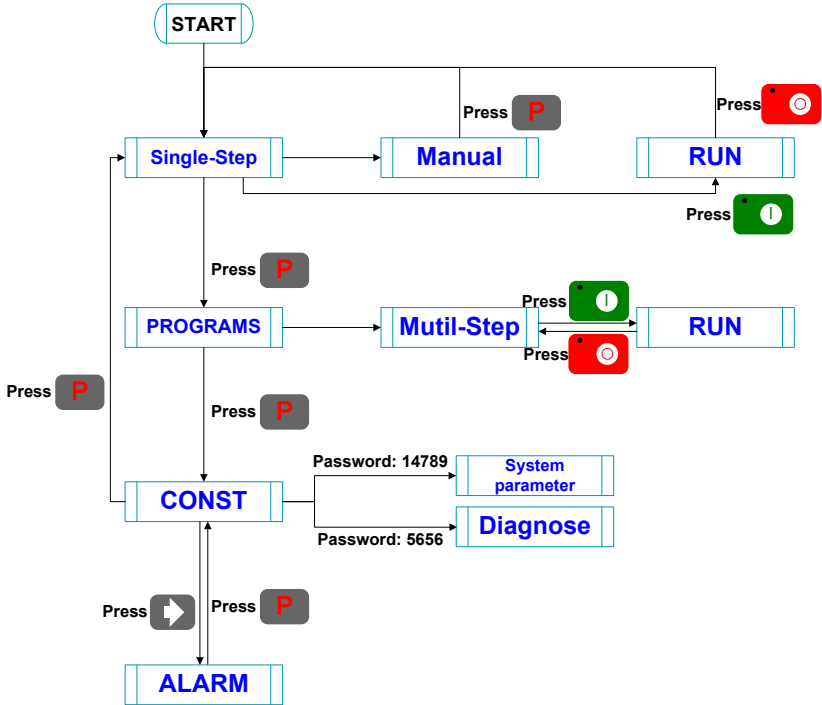 START
Press P
Press
Single-Step
Manual
RUN
Press
Press P
Press
PROGRAMS
Mutil-Step
RUN
Press
Press P
Press P
Password: 14789
System
parameter
CONST
Diagnose
Password: 5656
Press
Press P
ALARM